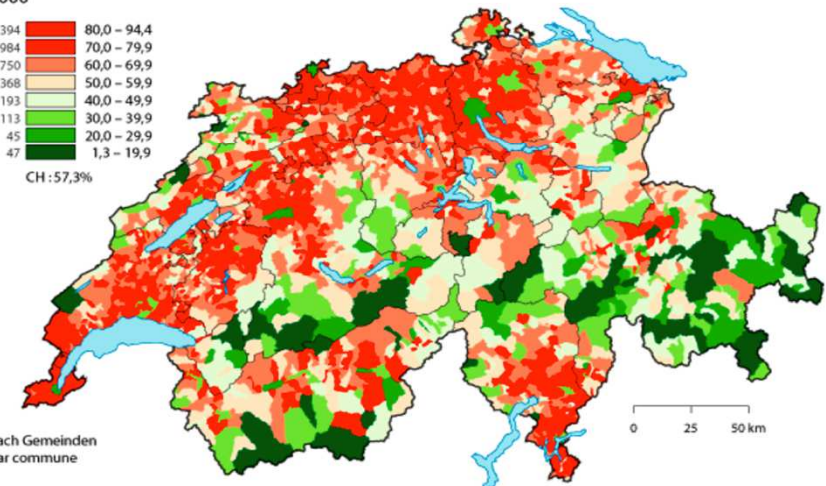 394 80,0 – 94,4
984 70,0 – 79,9
750 60,0 – 69,9
368 50,0 – 59,9
193 40,0 – 49,9
113 30,0 – 39,9
45 20,0 – 29,9
47 1,3 – 19,9
CH : 57,3%
0 25 50 km
ach Gemeinden
ar commune